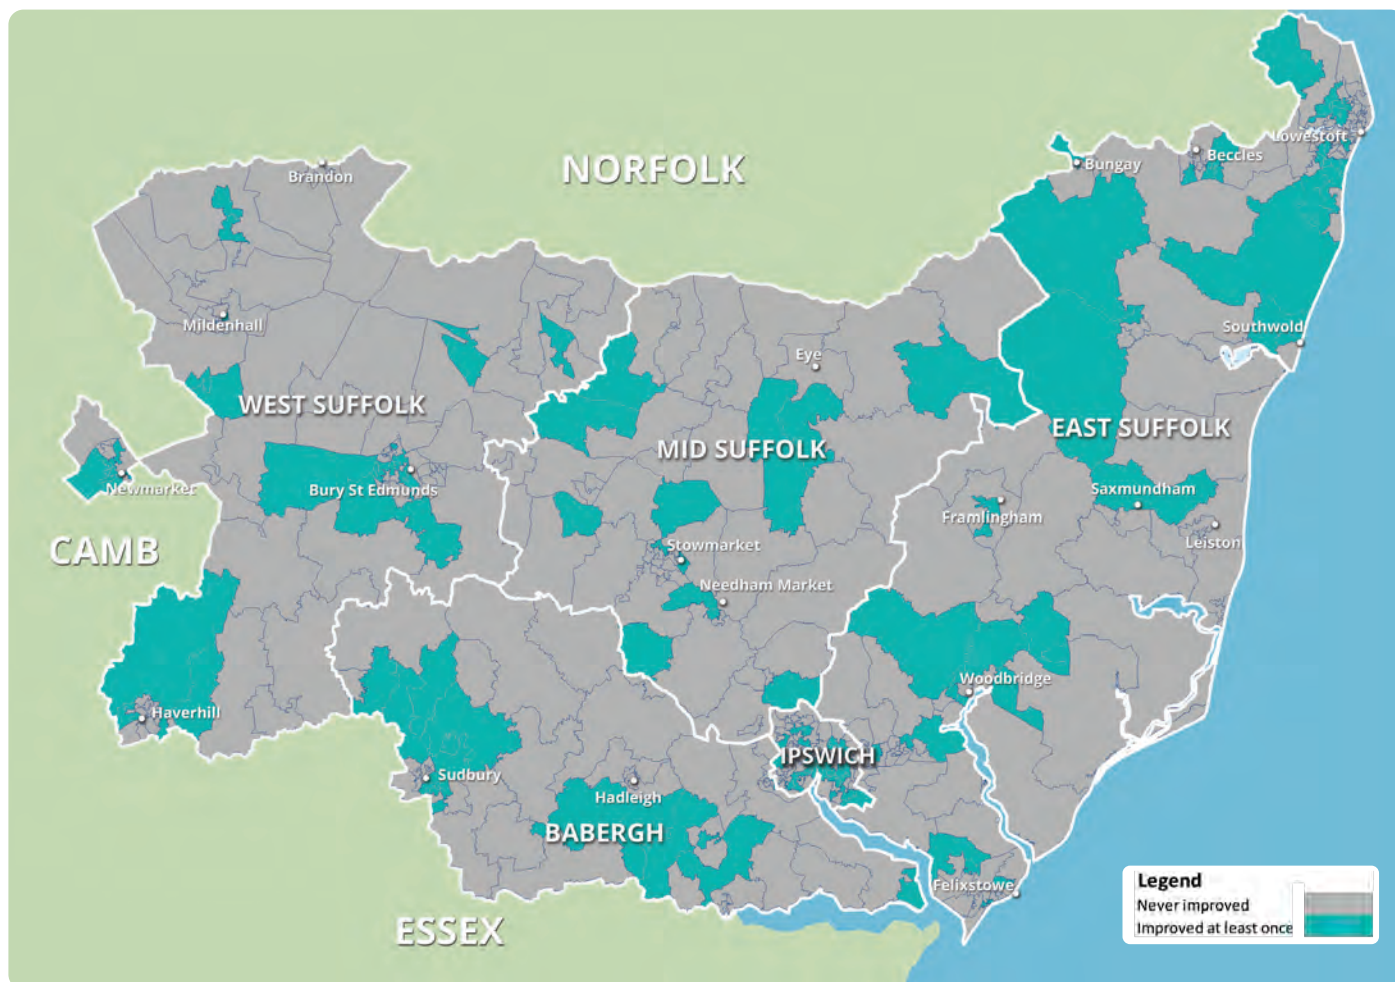 NORFOLK
Lowestoft
Beccles
Bungay
Brandon
Mildenhall
Southwold
Eye
WEST SUFFOLK
EAST SUFFOLK
MID SUFFOLK
Newmarket
Bury St Edmunds
Saxmundham
Framlingham
Leiston
CAMB
Stowmarket
Needham Market
Woodbridge
Haverhill
IPSWICH
Sudbury
Hadleigh
BABERGH
Felixstowe
ESSEX
Legend
Never improved
Improved at least once